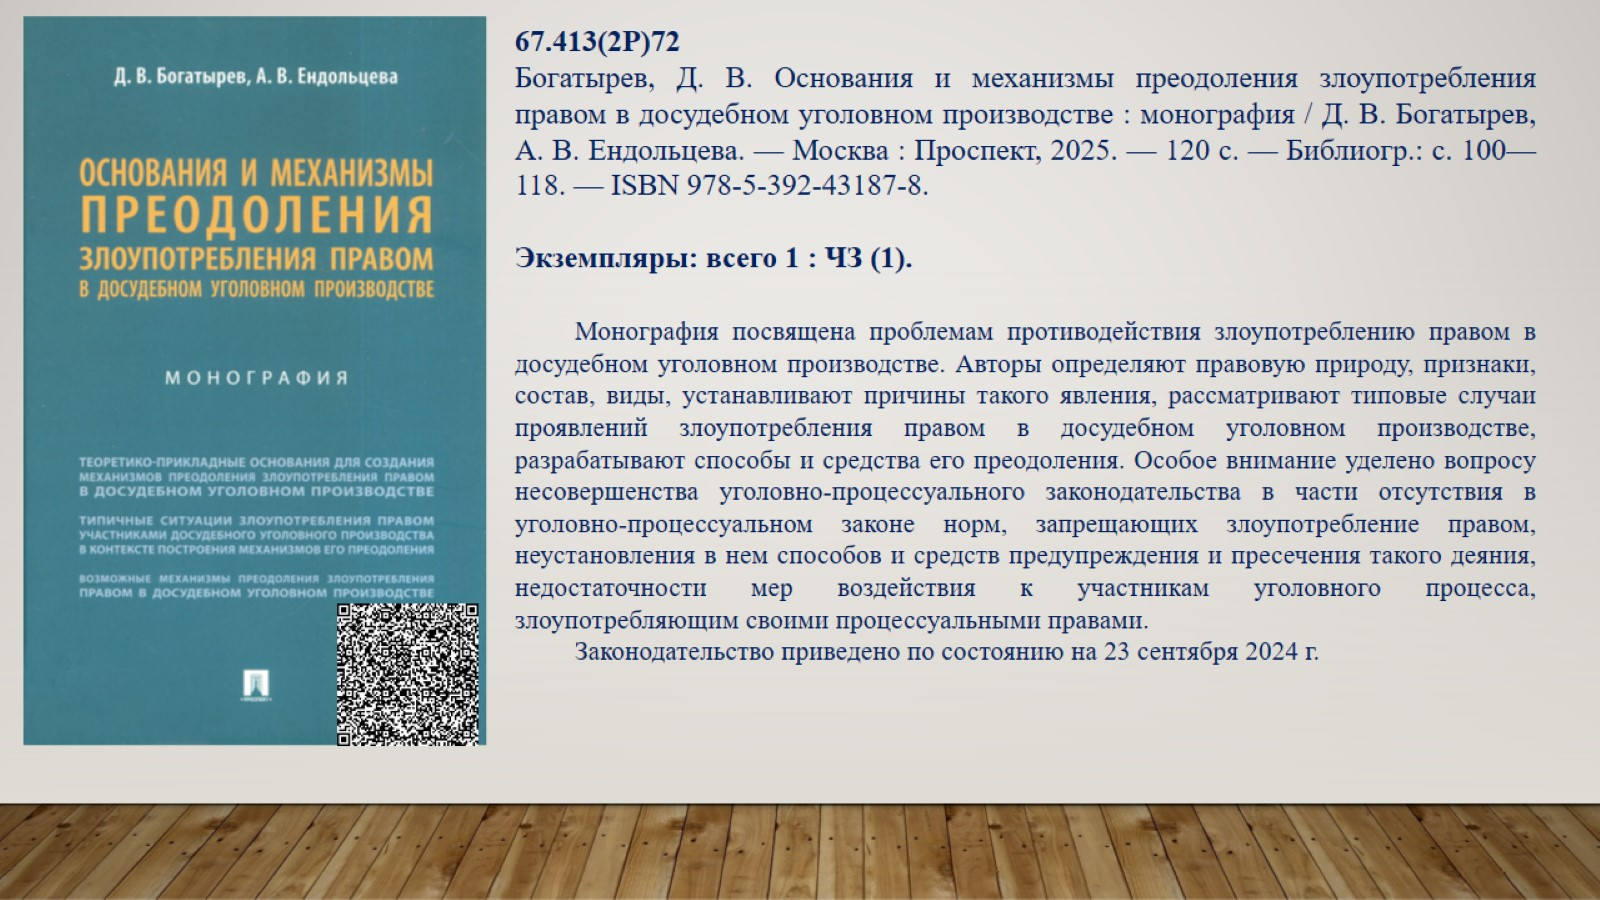 Д. В. Богатырев, А. В. Ендольцева
ОСНОВАНИЯ И МЕХАНИЗМЫ
ПРЕОДОЛЕНИЯ
ЗЛОУПОТРЕБЛЕНИЯ ПРАВОМ
В ДОСУДЕБНОМ УГОЛОВНОМ ПРОИЗВОДСТВЕ
МОНОГРАФИЯ
ТЕОРЕТИКО-ПРИКЛАДНЫЕ ОСНОВАНИЯ ДЛЯ СОЗДАНИЯ
МЕХАНИЗМОВ ПРЕОДОЛЕНИЯ ЗЛОУПОТРЕБЛЕНИЯ ПРАВОМ
В ДОСУДЕБНОМ УГОЛОВНОМ ПРОИЗВОДСТВЕ
ТИПИЧНЫЕ СИТУАЦИИ ЗЛОУПОТРЕБЛЕНИЯ ПРАВОМ
УЧАСТНИКАМИ ДОСУДЕБНОГО УГОЛОВНОГО ПРОИЗВОДСТВА
В КОНТЕКСТЕ ПОСТРОЕНИЯ МЕХАНИЗМОВ ЕГО ПРЕОДОЛЕНИЯ
ВОЗМОЖНЫЕ МЕХАНИЗМЫ ПРЕОДОЛЕНИЯ ЗЛОУПОТРЕБЛЕНИЯ
ПРАВОМ В ДОСУДЕБНОМ УГОЛОВНОМ ПРОИЗВОДСТВЕ
67.413(2Р)72
Богатырев, Д. В. Основания и механизмы преодоления злоупотребления
правом в досудебном уголовном производстве : монография / Д. В. Богатырев,
А. В. Ендольцева. — Москва : Проспект, 2025. — 120 с. — Библиогр.: с. 100—
118. — ISBN 978-5-392-43187-8.
Экземпляры: всего 1 : ЧЗ (1).
Монография посвящена проблемам противодействия злоупотреблению правом в
досудебном уголовном производстве. Авторы определяют правовую природу, признаки,
состав, виды, устанавливают причины такого явления, рассматривают типовые случаи
проявлений злоупотребления правом в досудебном уголовном производстве,
разрабатывают способы и средства его преодоления. Особое внимание уделено вопросу
несовершенства уголовно-процессуального законодательства в части отсутствия в
уголовно-процессуальном законе норм, запрещающих злоупотребление правом,
неустановления в нем способов и средств предупреждения и пресечения такого деяния,
недостаточности мер воздействия к участникам уголовного процесса,
злоупотребляющим своими процессуальными правами.
Законодательство приведено по состоянию на 23 сентября 2024 г.